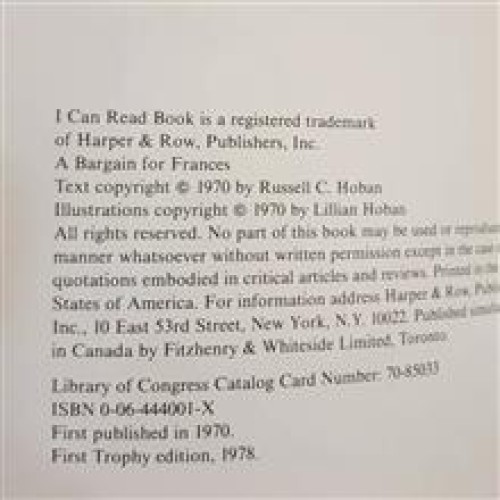 I Can Read Book is a registered trademark
of Harper & Row, Publishers, Inc.
A Bargain for Frances
Text copyright © 1970 by Russell C. Hoban
Illustrations copyright © 1970 by Lillian Hoban
All rights reserved. No part of this book may be used or reproduced
manner whatsoever without written permission except in the case
quotations embodied in critical articles and reviews. Printed in the
States of America. For information address Harper & Row, Publi
Inc., 10 East 53rd Street, New York, N.Y. 10022. Published simul
in Canada by Fitzhenry & Whiteside Limited, Toronto.
Library of Congress Catalog Card Number: 70-85033
ISBN 0-06-444001-X
First published in 1970.
First Trophy edition, 1978.